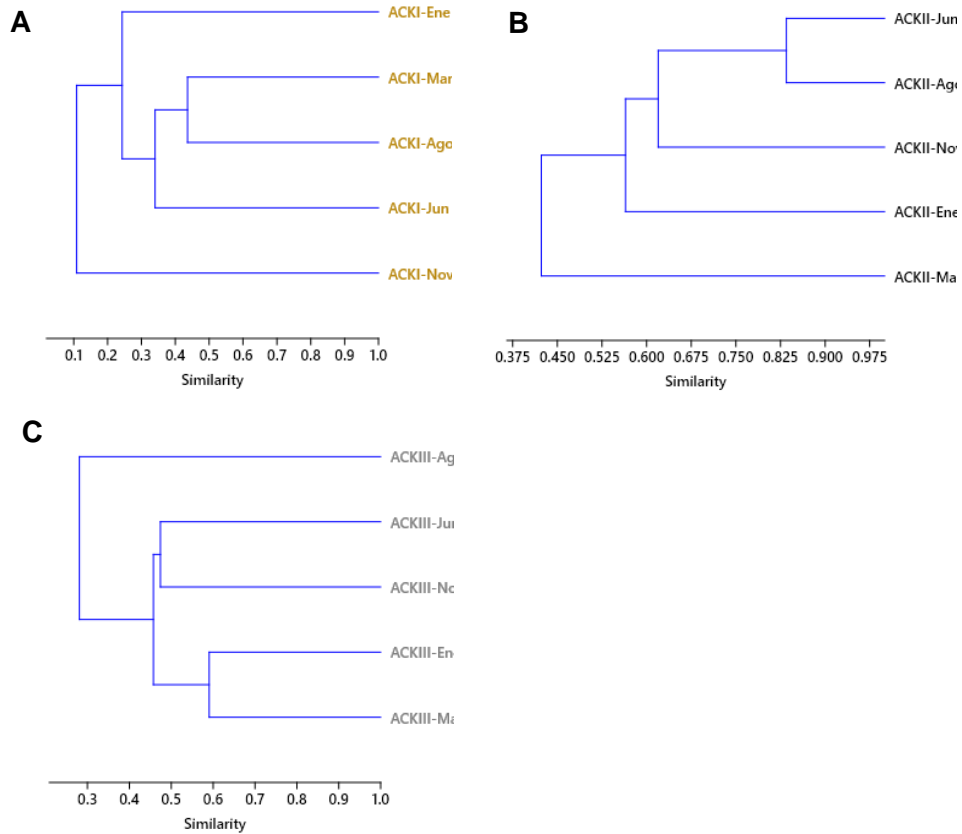 A
ACKI-Ene
ACKI-Mar
ACKI-Ago
ACKI-Jun
ACKI-Nov
0.1 0.2 0.3 0.4 0.5 0.6 0.7 0.8 0.9 1.0
Similarity
B
ACKII-Jun
ACKII-Ago
ACKII-Nov
ACKII-Ene
ACKII-Ma
0.375 0.450 0.525 0.600 0.675 0.750 0.825 0.900 0.975
Similarity
C
ACKIII-Ag
ACKIII-Jun
ACKIII-No
ACKIII-En
ACKIII-Ma
0.3 0.4 0.5 0.6 0.7 0.8 0.9 1.0
Similarity